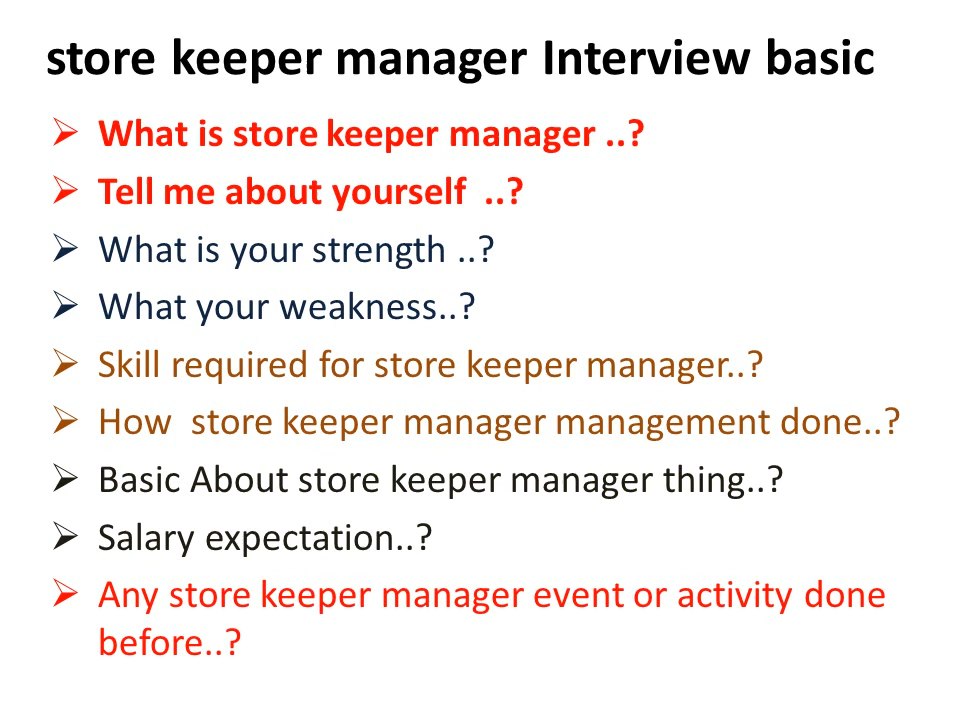 store keeper manager Interview basic
What is store keeper manager ..?
Tell me about yourself ..?
What is your strength ..?
What your weakness..?
Skill required for store keeper manager..?
How store keeper manager management done..?
Basic About store keeper manager thing..?
Salary expectation..?
Any store keeper manager event or activity done
before..?